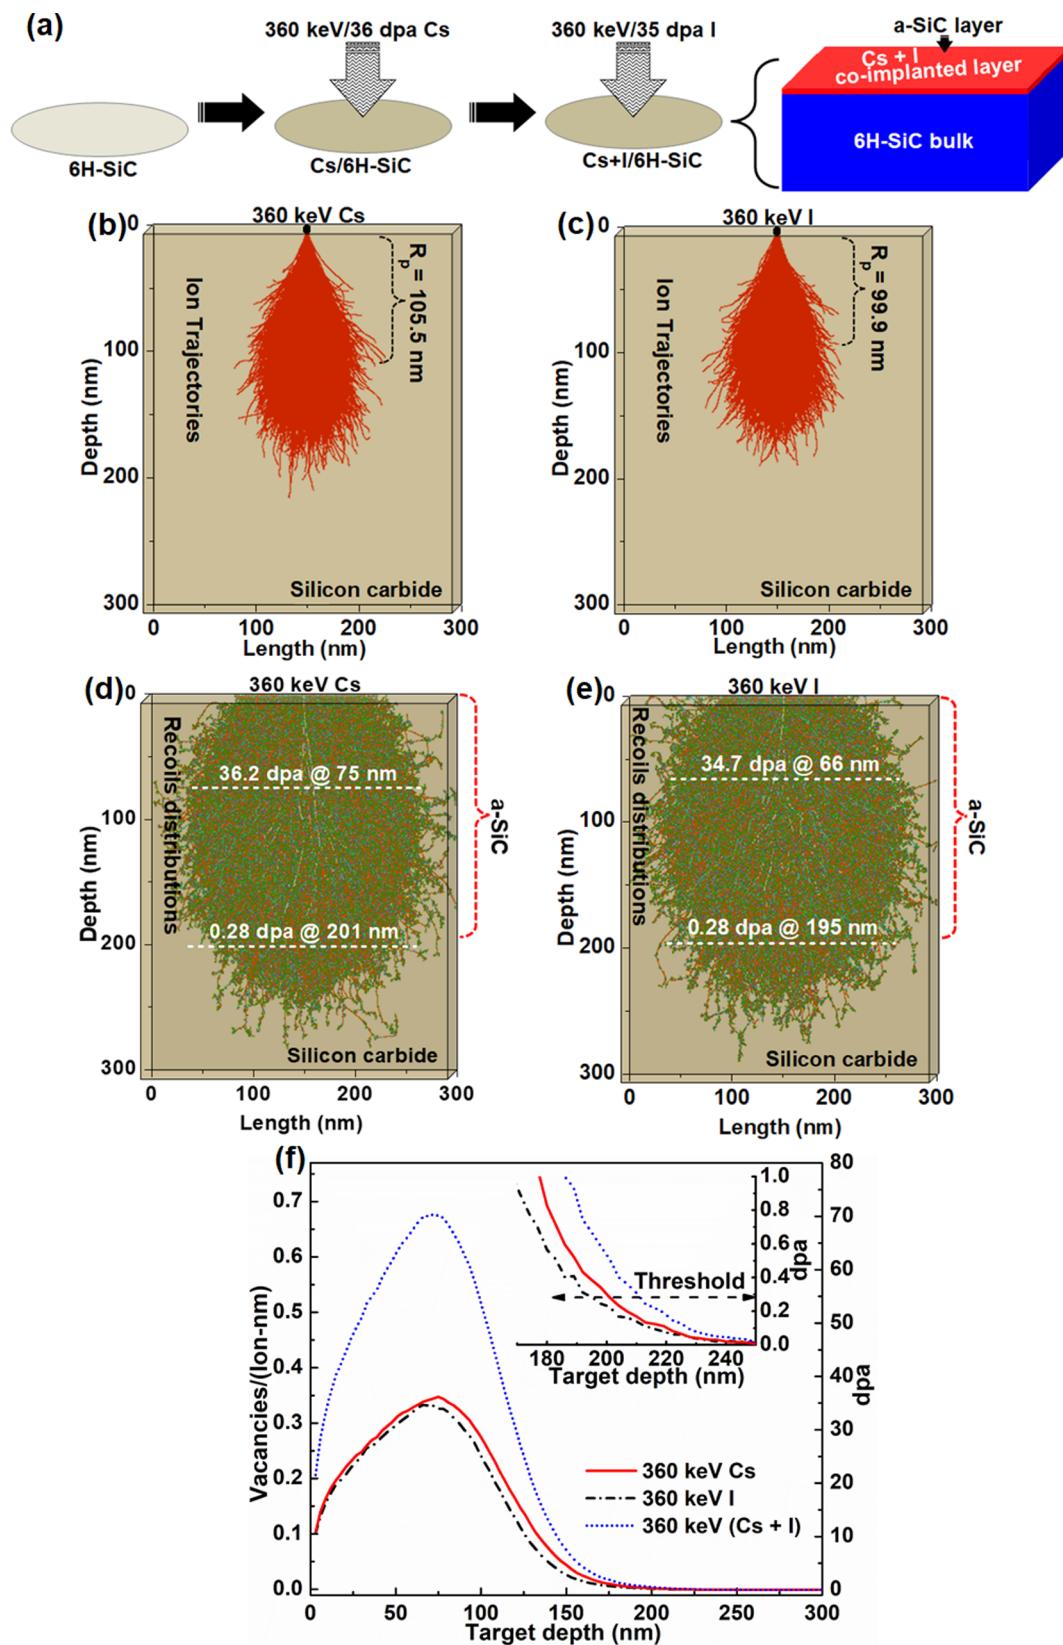 (a)
360 keV/36 dpa Cs
360 keV/35 dpa I
a-SiC layer
Cs + I
co-implanted layer
6H-SiC bulk
6H-SiC
Cs/6H-SiC
Cs+I/6H-SiC
(b)
360 keV Cs
0
100
200
300
Depth (nm)
Ion Trajectories
Rp = 105.5 nm
Silicon carbide
0 100 200 300
Length (nm)
(c)
360 keV I
0
100
200
300
Depth (nm)
Ion Trajectories
Rp = 99.9 nm
Silicon carbide
0 100 200 300
Length (nm)
(d)
360 keV Cs
0
100
200
300
Depth (nm)
Recoils distributions
36.2 dpa @ 75 nm
0.28 dpa @ 201 nm
a-SiC
Silicon carbide
0 100 200 300
Length (nm)
(e)
360 keV I
0
100
200
300
Depth (nm)
Recoils distributions
34.7 dpa @ 66 nm
0.28 dpa @ 195 nm
a-SiC
Silicon carbide
0 100 200 300
Length (nm)
(f)
0.7
0.6
0.5
0.4
0.3
0.2
0.1
0.0
Vacancies/(Ion-nm)
80
70
60
50
40
30
20
10
0
dpa
1.0
0.8
0.6
0.4
0.2
0.0
dpa
Threshold
180 200 220 240
Target depth (nm)
360 keV Cs
360 keV I
360 keV (Cs + I)
0 50 100 150 200 250 300
Target depth (nm)